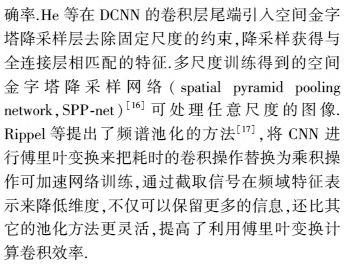 确率.He 等在 DCNN 的卷积层尾端引入空间金字
塔降采样层去除固定尺度的约束,降采样获得与
全连接层相匹配的特征.多尺度训练得到的空间
金字塔降采样网络(spatial pyramid pooling
network,SPP-net)[16]可处理任意尺度的图像.
Rippel 等提出了频谱池化的方法[17],将 CNN 进
行傅里叶变换来把耗时的卷积操作替换为乘积操
作可加速网络训练,通过截取信号在频域特征表
示来降低维度,不仅可以保留更多的信息,还比其
它的池化方法更灵活,提高了利用傅里叶变换计
算卷积效率.